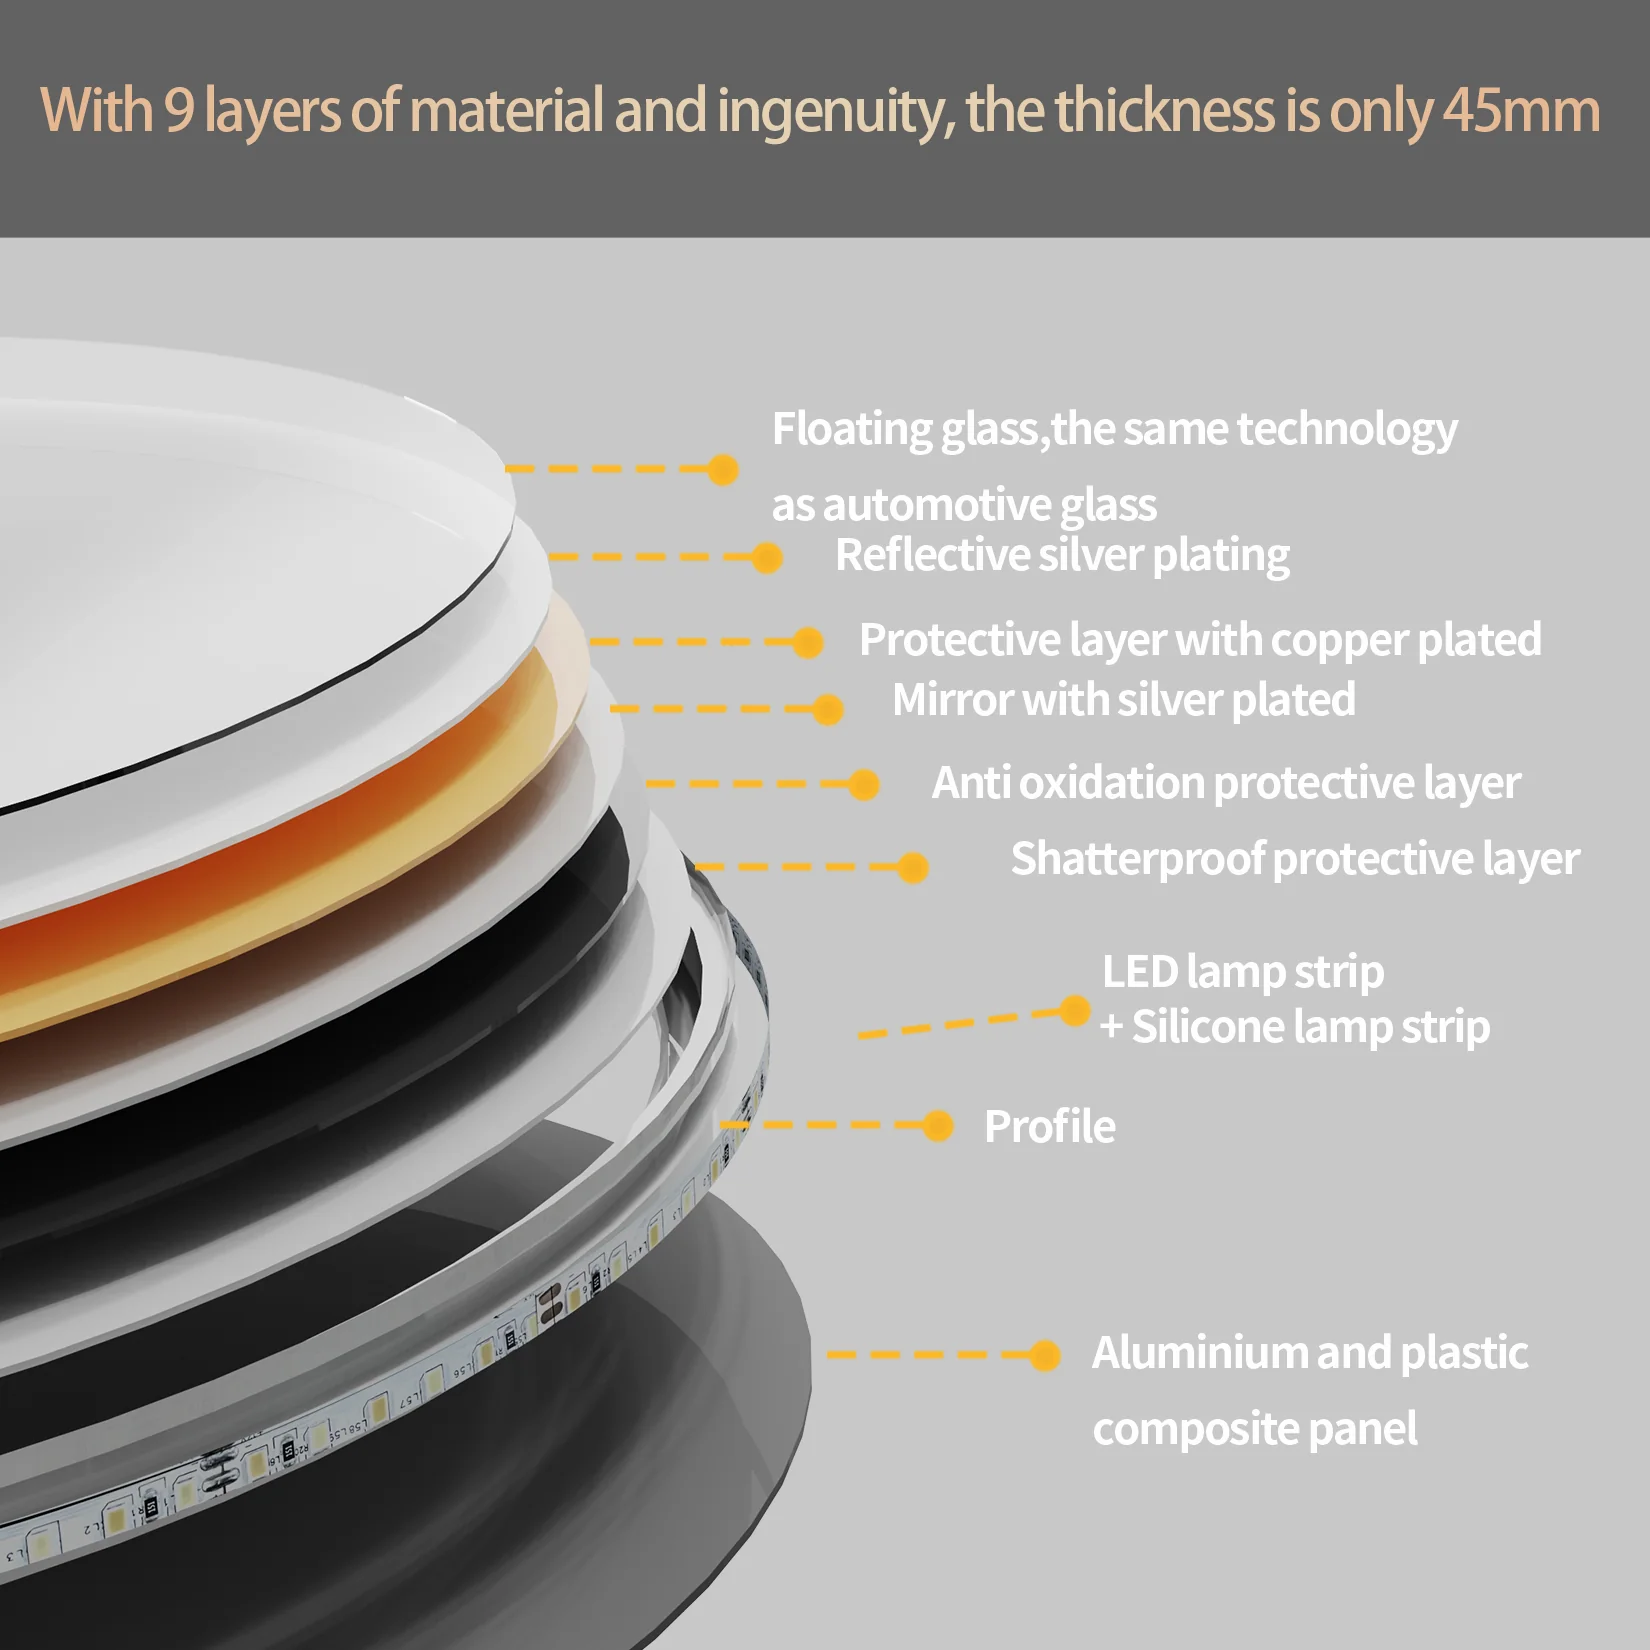 With 9 layers of material and ingenuity, the thickness is only 45mm
Floating glass,the same technology
as automotive glass
Reflective silver plating
Protective layer with copper plated
Mirror with silver plated
Anti oxidation protective layer
Shatterproof protective layer
LED lamp strip
+ Silicone lamp strip
Profile
Aluminium and plastic
composite panel